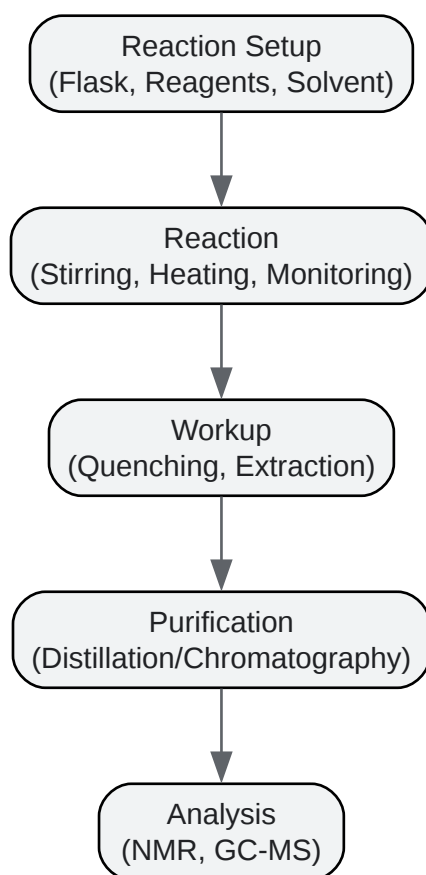 Reaction Setup
(Flask, Reagents, Solvent)
Reaction
(Stirring, Heating, Monitoring)
Workup
(Quenching, Extraction)
Purification
(Distillation/Chromatography)
Analysis
(NMR, GC-MS)